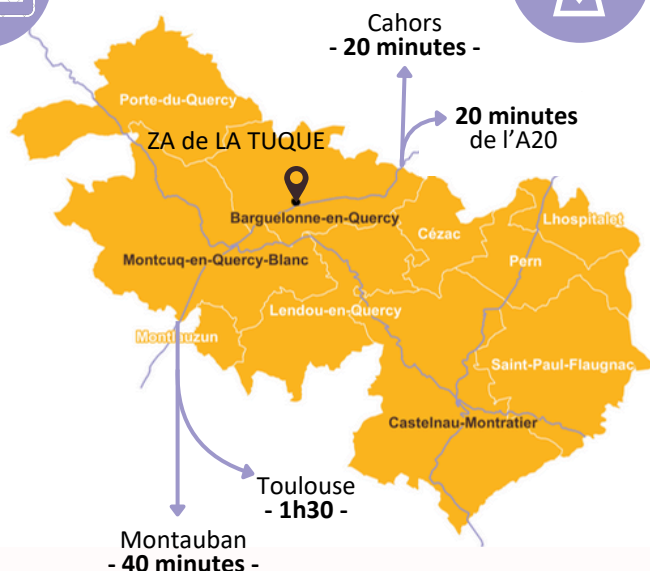 Cahors
- 20 minutes -
20 minutes
de l'A20
Porte-du-Quercy
ZA de LA TUQUE
Barguelonne-en-Quercy
Lhospitalet
Cézac
Pern
Montcuq-en-Quercy-Blanc
Lendou-en-Quercy
Montlauzun
Saint-Paul-Flaugnac
Castelnau-Montratier
Toulouse
- 1h30 -
Montauban
- 40 minutes -